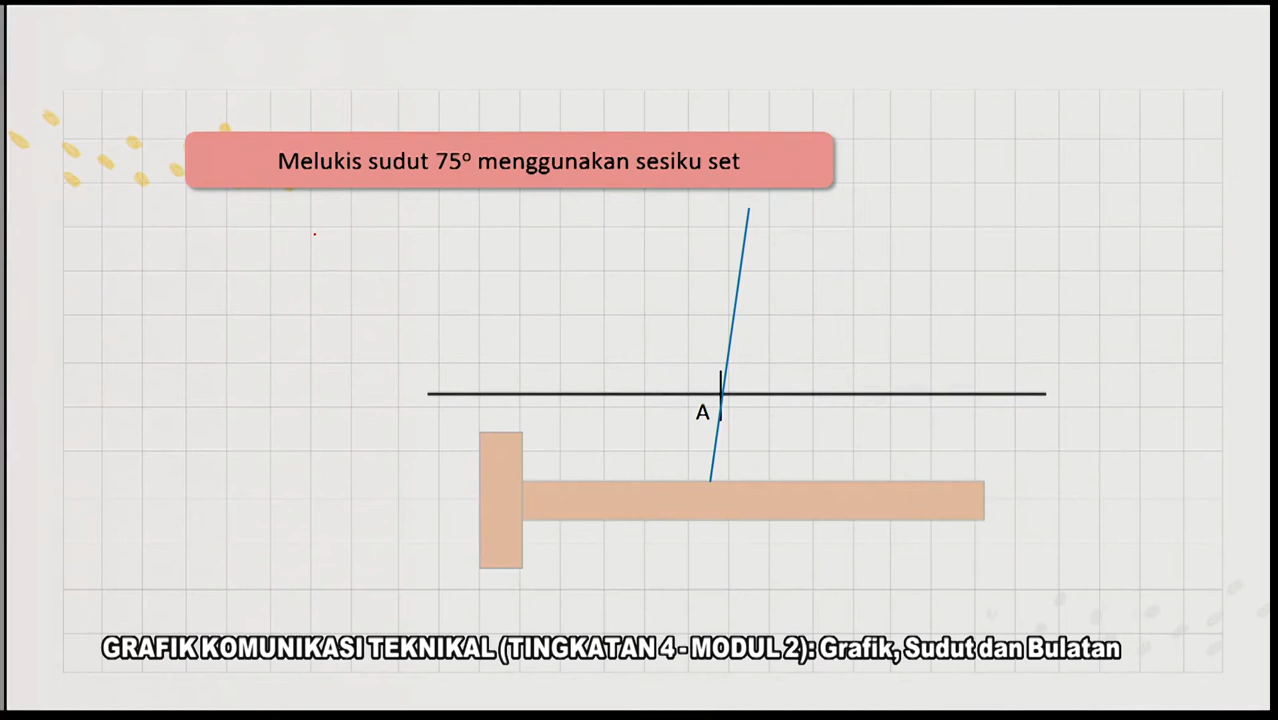 Melukis sudut 75º menggunakan sesiku set
A
GRAFIK KOMUNIKASI TEKNIKAL (TINGKATAN 4 - MODUL 2): Grafik, Sudut dan Bulatan